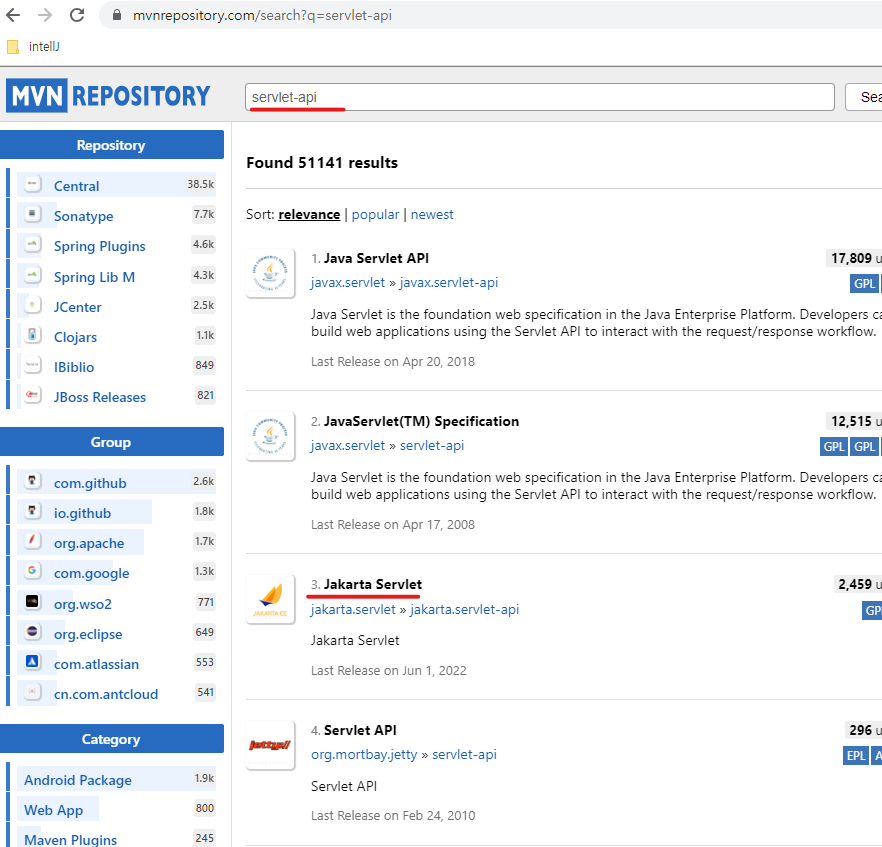 mvnrepository.com/search?q=servlet-api
intellJ
MVN REPOSITORY
servlet-api
Sea
Repository
Central 38.5k
Sonatype 7.7k
Spring Plugins 4.6k
Spring Lib M 4.3k
JCenter 2.5k
Clojars 1.1k
IBiblio 849
JBoss Releases 821
Group
com.github 2.6k
io.github 1.8k
org.apache 1.7k
com.google 1.3k
org.wso2 771
org.eclipse 649
com.atlassian 553
cn.com.antcloud 541
Category
Android Package 1.9k
Web App 800
Maven Plugins 245
Found 51141 results
Sort: relevance | popular | newest
1. Java Servlet API 17,809 u
javax.servlet » javax.servlet-api GPL
Java Servlet is the foundation web specification in the Java Enterprise Platform. Developers ca
build web applications using the Servlet API to interact with the request/response workflow.
Last Release on Apr 20, 2018
2. JavaServlet(TM) Specification 12,515 u
javax.servlet » servlet-api GPL GPL
Java Servlet is the foundation web specification in the Java Enterprise Platform. Developers ca
build web applications using the Servlet API to interact with the request/response workflow.
Last Release on Apr 17, 2008
3. Jakarta Servlet 2,459 u
JAKARTA EE
jakarta.servlet » jakarta.servlet-api GP
Jakarta Servlet
Last Release on Jun 1, 2022
4. Servlet API 296 u
jetty://
org.mortbay.jetty » servlet-api EPL A
Servlet API
Last Release on Feb 24, 2010